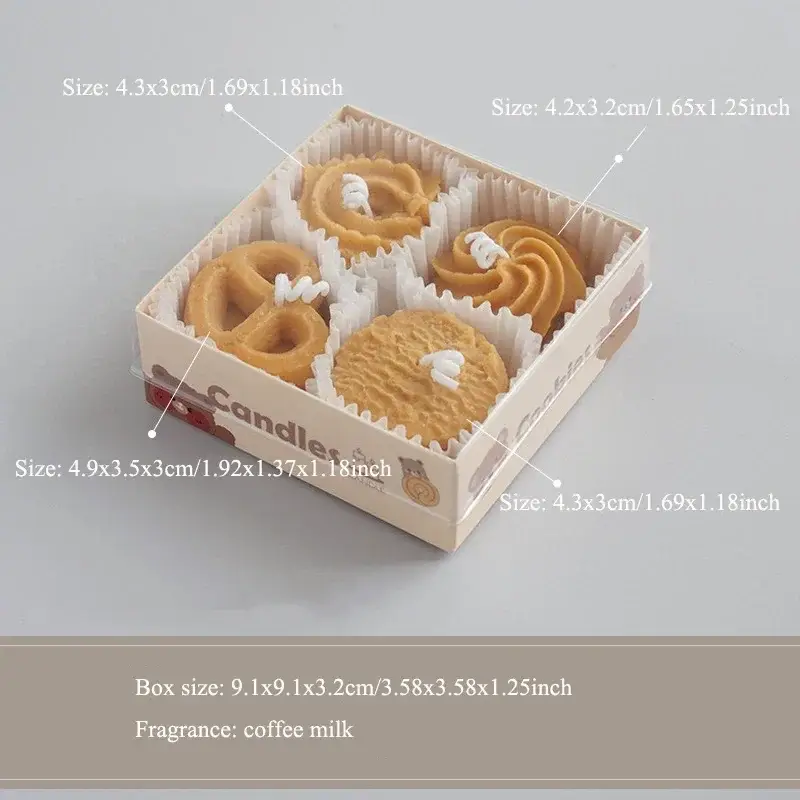 Size: 4.3x3cm/1.69x1.18inch
Size: 4.2x3.2cm/1.65x1.25inch
Candles
Cookies
Size: 4.9x3.5x3cm/1.92x1.37x1.18inch
Size: 4.3x3cm/1.69x1.18inch
Box size: 9.1x9.1x3.2cm/3.58x3.58x1.25inch
Fragrance: coffee milk